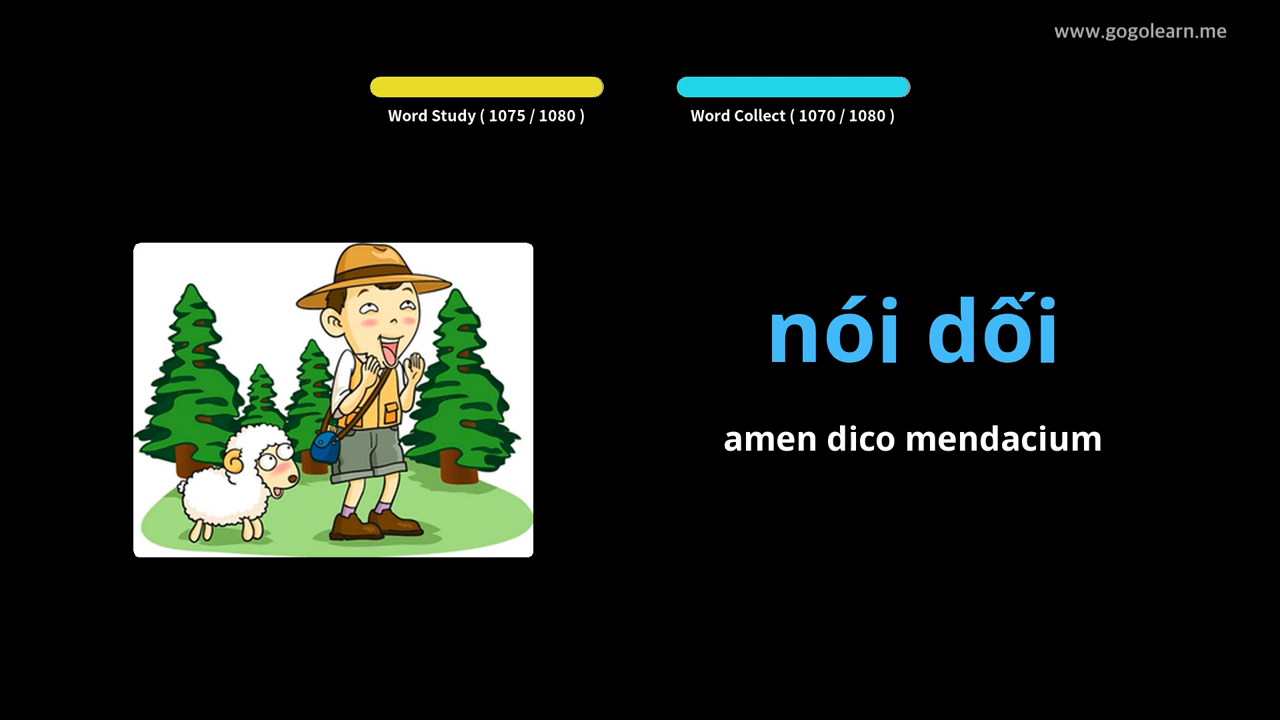 www.gogolearn.me
Word Study ( 1075 / 1080 )
Word Collect ( 1070 / 1080 )
nói dối
amen dico mendacium